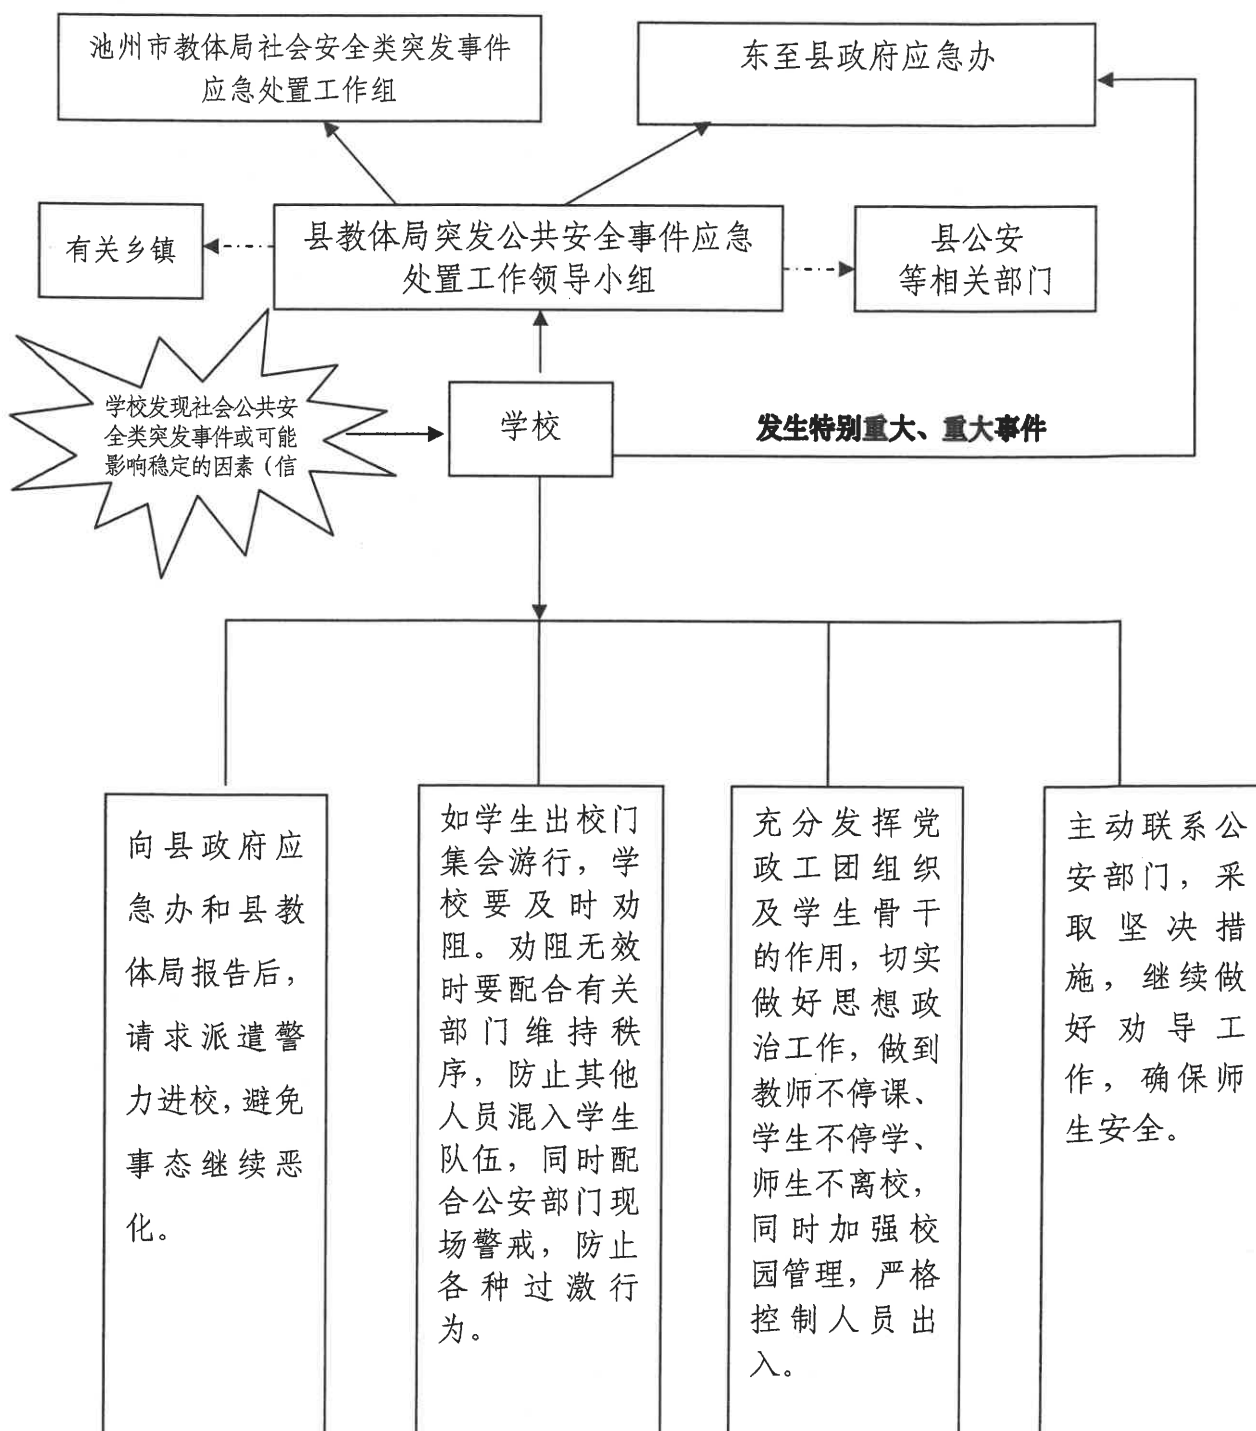 池州市教体局社会安全类突发事件
应急处置工作组
东至县政府应急办
有关乡镇
县教体局突发公共安全事件应急
处置工作领导小组
县公安
等相关部门
学校发现社会公共安
全类突发事件或可能
影响稳定的因素（信
学校
发生特别重大、重大事件
向县政府应
急办和县教
体局报告后，
请求派遣警
力进校，避免
事态继续恶
化。
如学生出校门
集会游行，学
校要及时劝
阻。劝阻无效
时要配合有关
部门维持秩
序，防止其他
人员混入学生
队伍，同时配
合公安部门现
场警戒，防止
各种过激行
为。
充分发挥党
政工团组织
及学生骨干
的作用，切实
做好思想政
治工作，做到
教师不停课、
学生不停学、
师生不离校，
同时加强校
园管理，严格
控制人员出
入。
主动联系公
安部门，采
取坚决措
施，继续做
好劝导工
作，确保师
生安全。